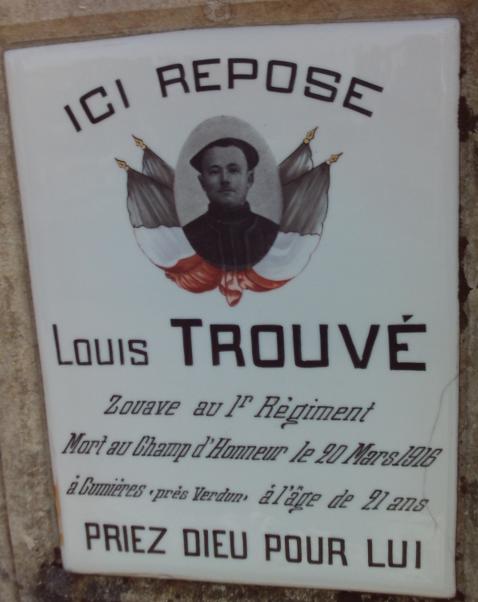 ICI REPOSE
LOUIS TROUVÉ
Zouave au 1r Règiment
Mort au Champ d'Honneur le 20 Mars.1916
à Cumières "près Verdun" à l'âge de 21 ans
PRIEZ DIEU POUR LUI